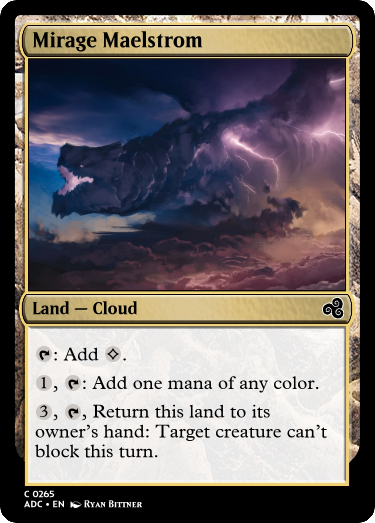 Mirage Maelstrom
Land — Cloud
: Add .
1, : Add one mana of any color.
3, , Return this land to its
owner's hand: Target creature can't
block this turn.
C 0265
ADC • EN Ryan Bittner